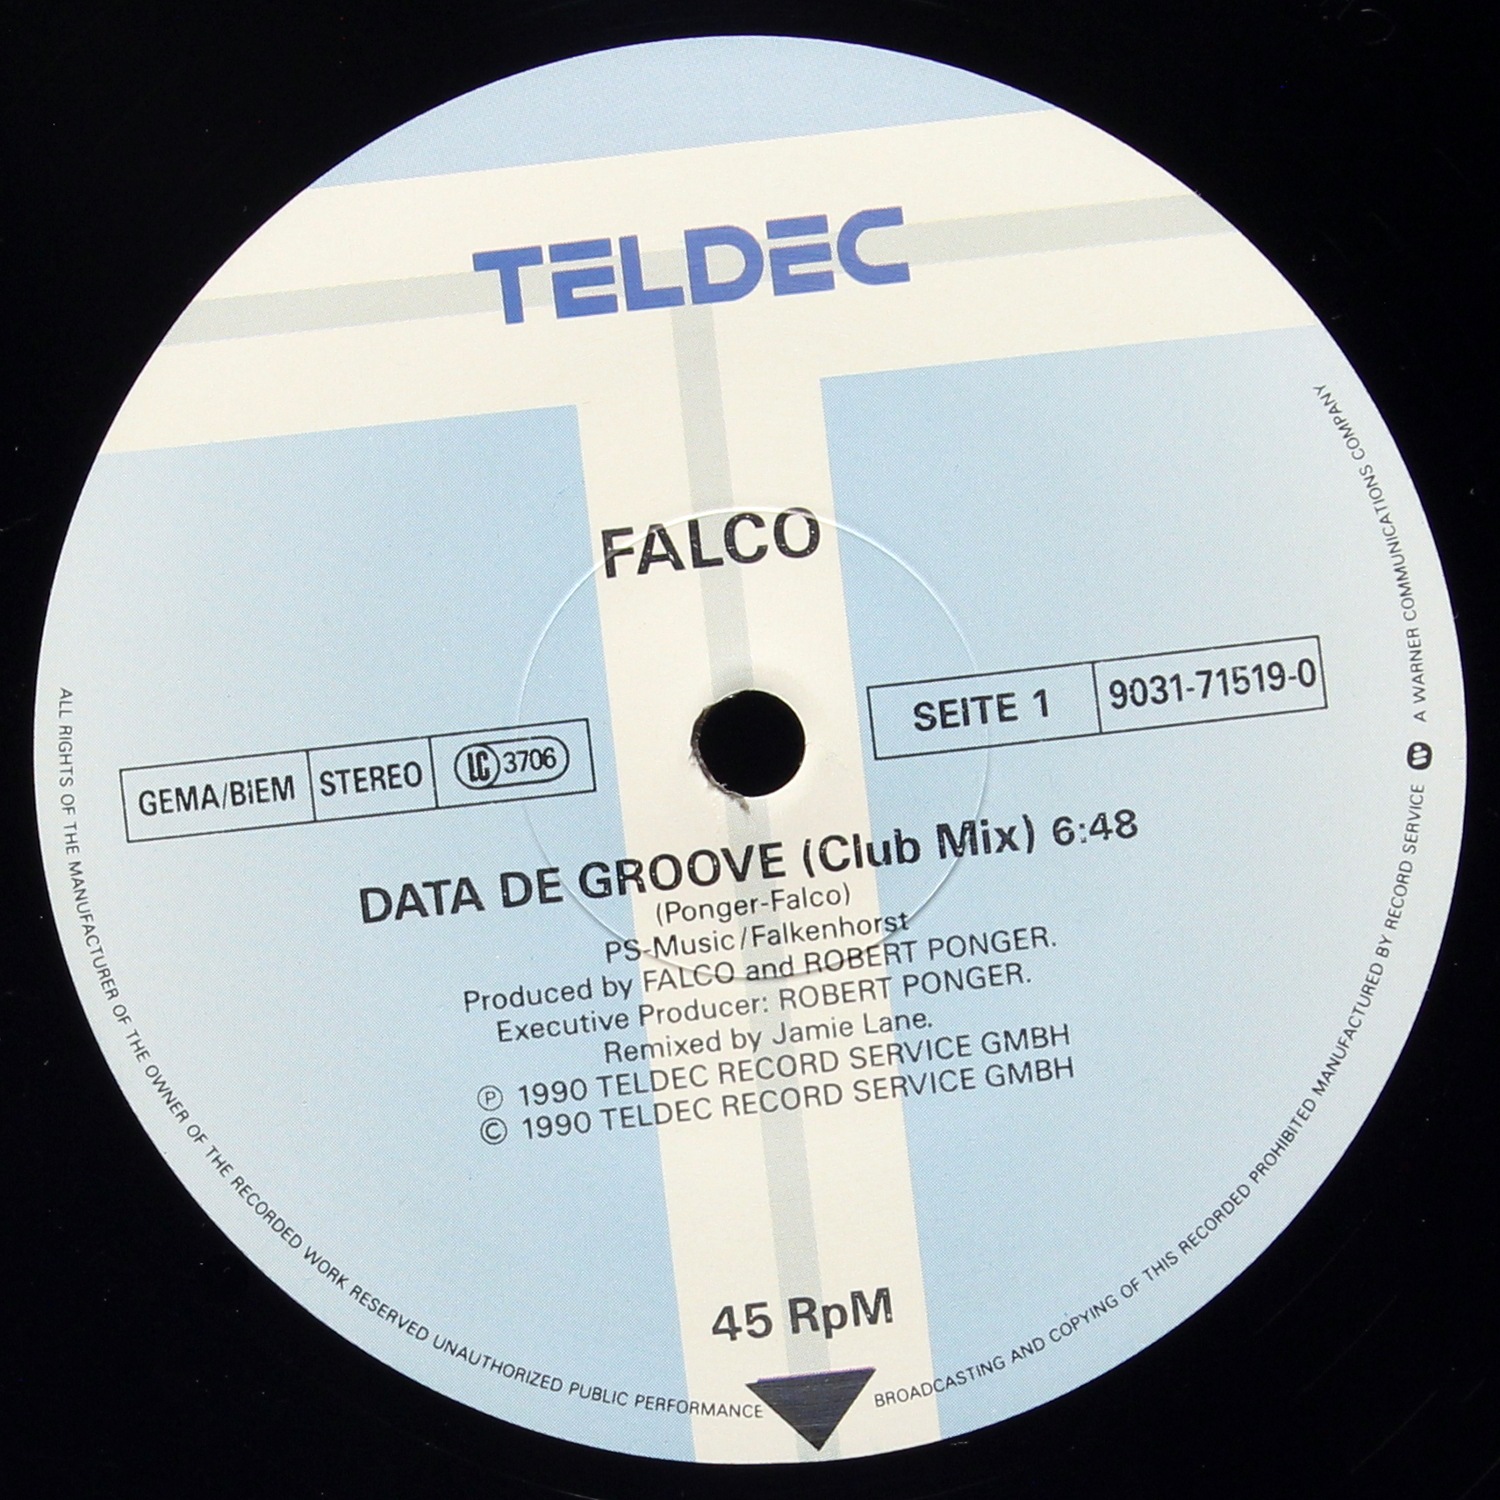 TELDEC
FALCO
GEMA/BIEM STEREO LC 3706
SEITE 1 9031-71519-0
DATA DE GROOVE (Club Mix) 6:48
(Ponger-Falco)
PS-Music/Falkenhorst
Produced by FALCO and ROBERT PONGER.
Executive Producer: ROBERT PONGER.
Remixed by Jamie Lane.
Ⓟ 1990 TELDEC RECORD SERVICE GMBH
© 1990 TELDEC RECORD SERVICE GMBH
45 RpM
ALL RIGHTS OF THE MANUFACTURER OF THE OWNER OF THE RECORDED WORK RESERVED UNAUTHORIZED PUBLIC PERFORMANCE BROADCASTING AND COPYING OF THIS RECORDED PROHIBITED MANUFACTURED BY RECORD SERVICE A WARNER COMMUNICATIONS COMPANY